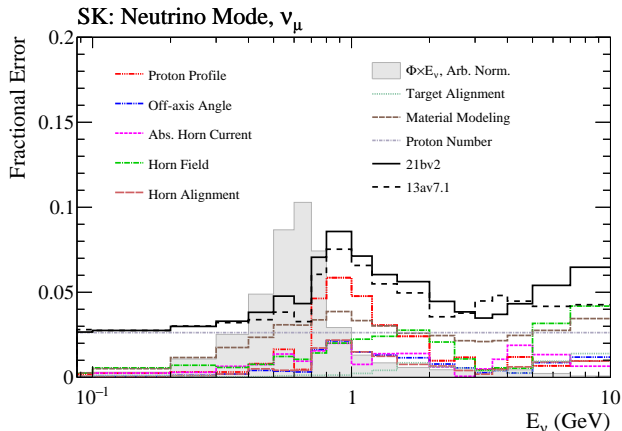 SK: Neutrino Mode, ν_μ
Fractional Error
0.2
0.15
0.1
0.05
0
Proton Profile
Off-axis Angle
Abs. Horn Current
Horn Field
Horn Alignment
Φ×E_ν, Arb. Norm.
Target Alignment
Material Modeling
Proton Number
21bv2
13av7.1
10⁻¹
1
10
E_ν (GeV)